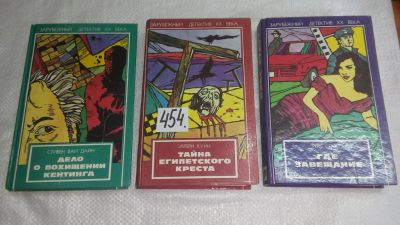 ЗАРУБЕЖНЫЙ ДЕТЕКТИВ XX ВЕКА
СТИВЕН ВАН ДАЙН
ДЕЛО
О ПОХИЩЕНИИ
КЕНТИНГА
ЗАРУБЕЖНЫЙ ДЕТЕКТИВ XX ВЕКА
454
ЭЛЛЕРИ КУИН
ТАЙНА
ЕГИПЕТСКОГО
КРЕСТА
ЗАРУБЕЖНЫЙ ДЕТЕКТИВ XX ВЕКА
ГДЕ
ЗАВЕЩАНИЕ